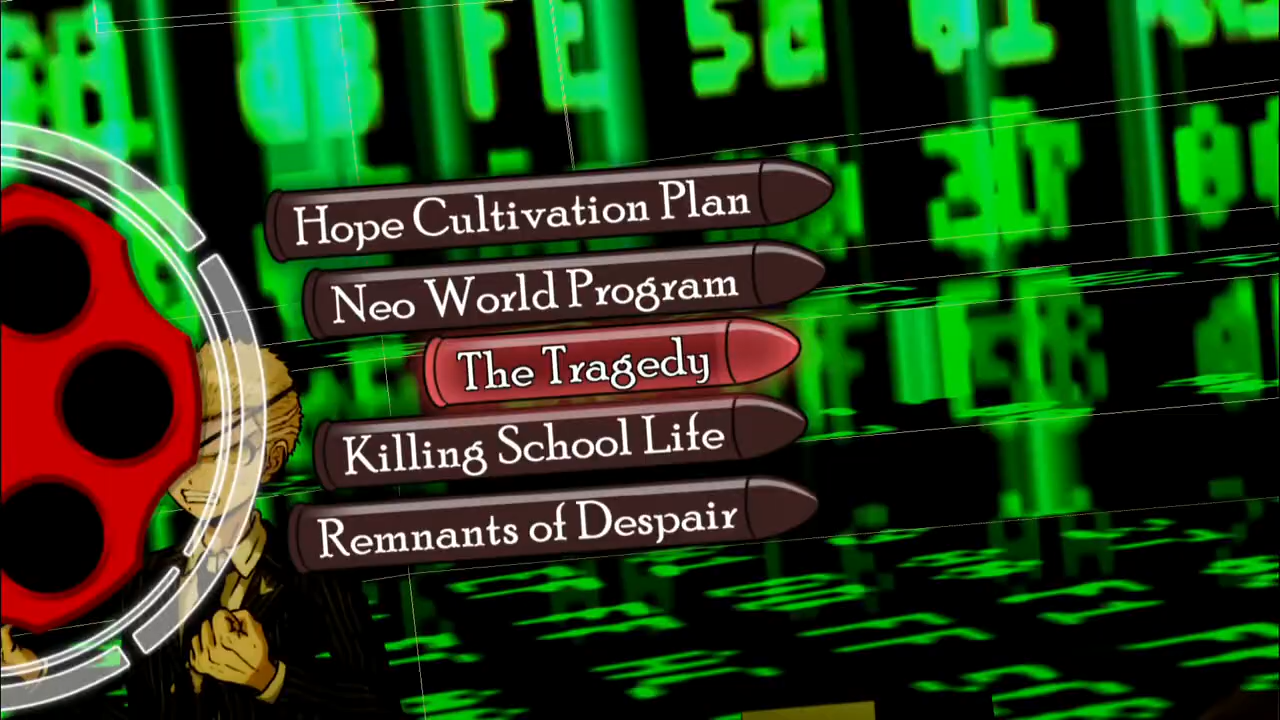 Hope Cultivation Plan
Neo World Program
The Tragedy
Killing School Life
Remnants of Despair